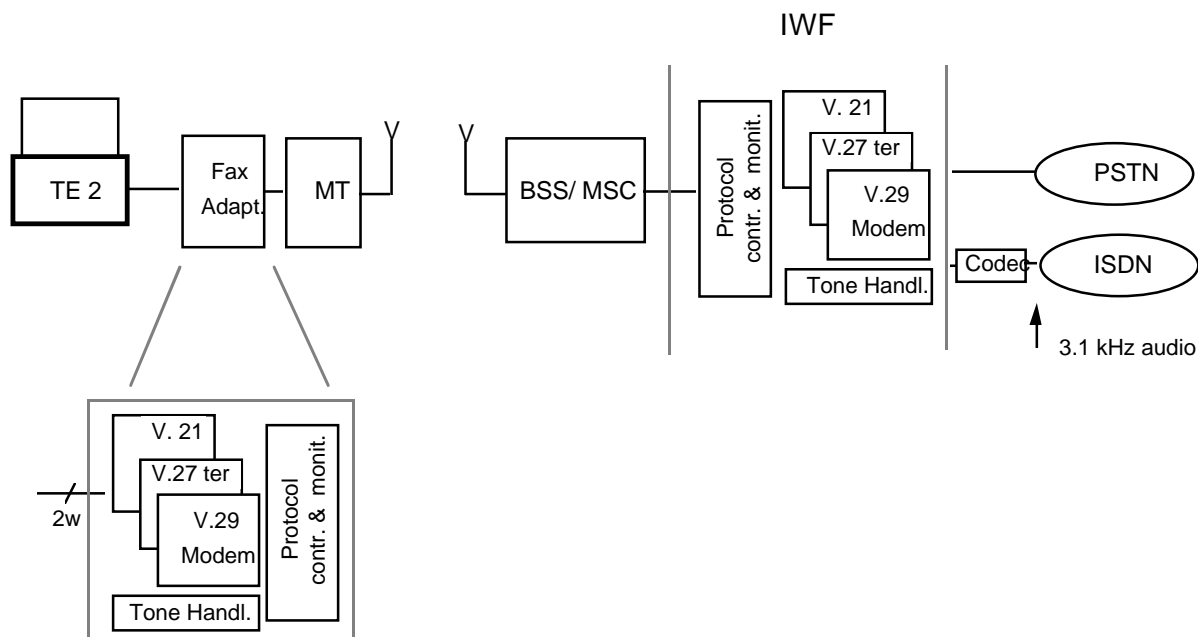 IWF
TE 2
Fax
Adapt.
MT
BSS/ MSC
Protocol
contr. & monit.
V. 21
V.27 ter
V.29
Modem
Tone Handl.
PSTN
Codec
ISDN
3.1 kHz audio
2w
V. 21
V.27 ter
V.29
Modem
Tone Handl.
Protocol
contr. & monit.